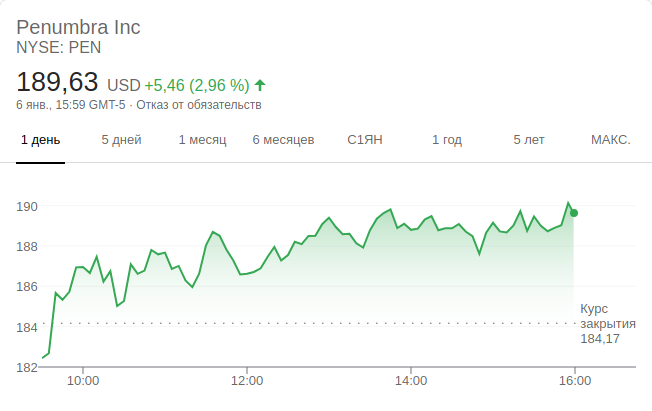 Penumbra Inc
NYSE: PEN
189,63 USD +5,46 (2,96 %)
6 янв., 15:59 GMT-5 · Отказ от обязательств
1 день 5 дней 1 месяц 6 месяцев С1ЯН 1 год 5 лет МАКС.
190
188
186
184
182
Курс
закрытия
184,17
10:00 12:00 14:00 16:00